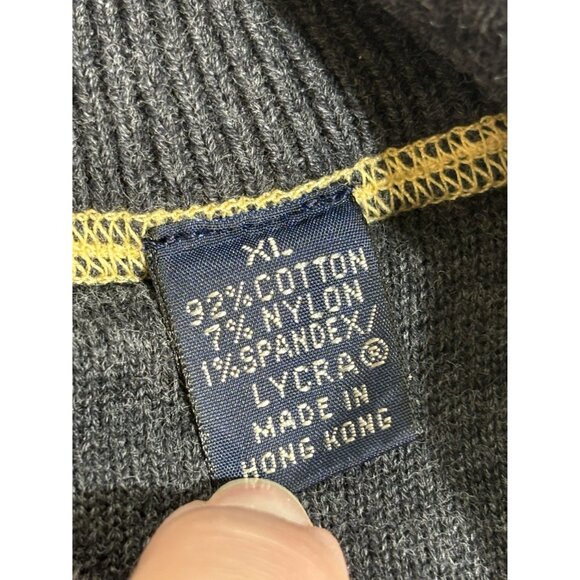 XL
92% COTTON
7% NYLON
1% SPANDEX/
LYCRA®
MADE IN
HONG KONG